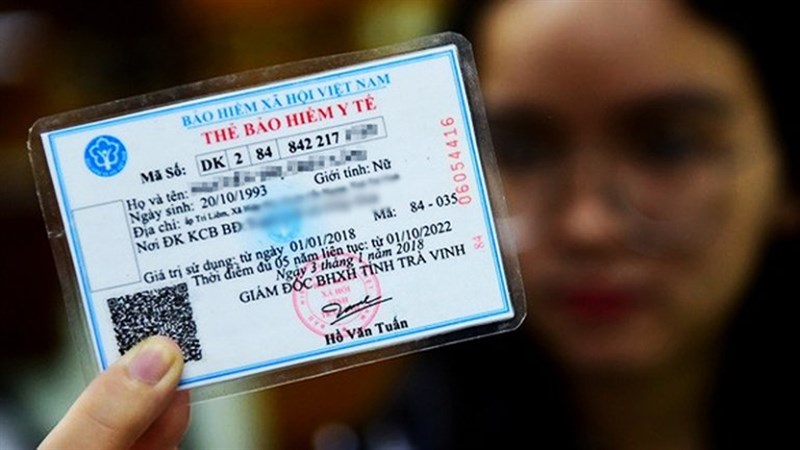 BẢO HIỂM XÃ HỘI VIỆT NAM
THẺ BẢO HIỂM Y TẾ
Mã Số: DK 2 84 842 217
Họ và tên:
Giới tính: Nữ
Ngày sinh: 20/10/1993
Địa chỉ: ấp Tri Liêm, Xã
Nơi ĐK KCB BĐ
Mã: 84 - 035
Giá trị sử dụng: từ ngày 01/01/2018
Thời điểm đủ 05 năm liên tục: từ 01/10/2022
Ngày 3 tháng 1 năm 2018
GIÁM ĐỐC BHXH TỈNH TRÀ VINH
XÃ HỘI
Hồ Văn Tuấn
06054416
84